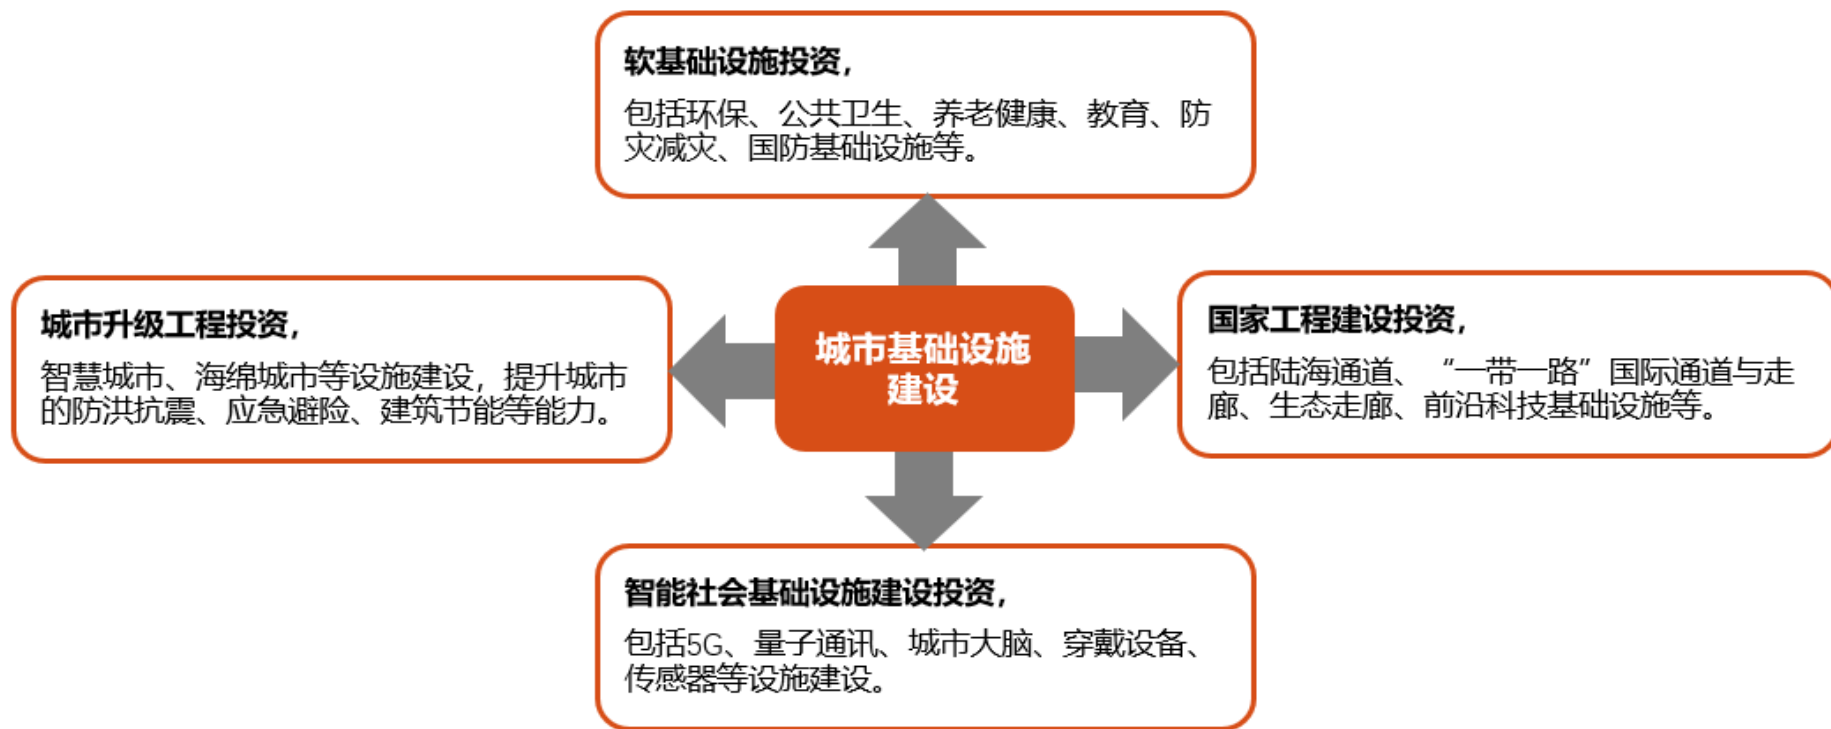 软基础设施投资，
包括环保、公共卫生、养老健康、教育、防
灾减灾、国防基础设施等。
城市升级工程投资，
智慧城市、海绵城市等设施建设，提升城市
的防洪抗震、应急避险、建筑节能等能力。
城市基础设施
建设
国家工程建设投资，
包括陆海通道、“一带一路”国际通道与走
廊、生态走廊、前沿科技基础设施等。
智能社会基础设施建设投资，
包括5G、量子通讯、城市大脑、穿戴设备、
传感器等设施建设。